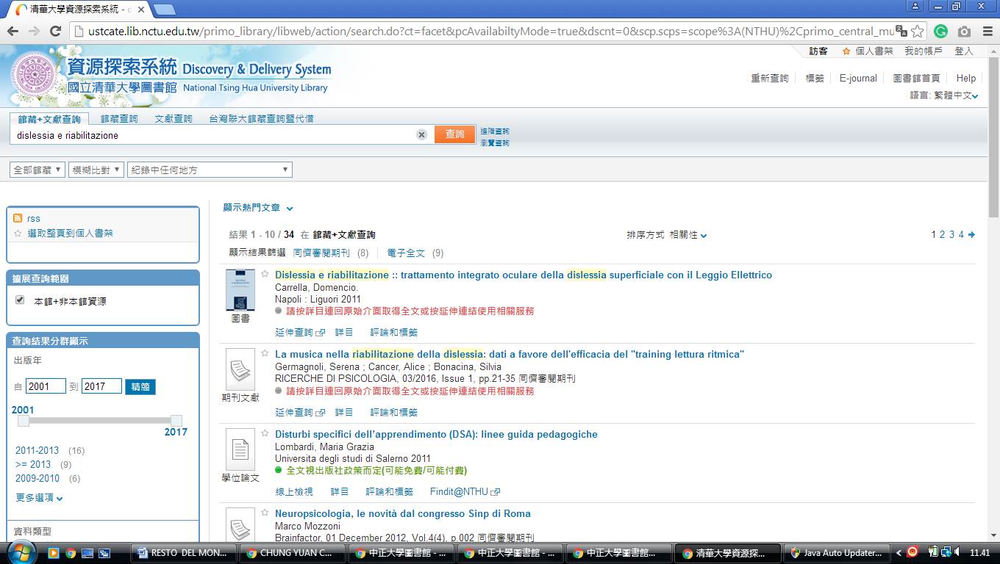 清華大學資源探索系統 - d
ustcate.lib.nctu.edu.tw/primo_library/libweb/action/search.do?ct=facet&pcAvailabiltyMode=true&dscnt=0&scp.scps=scope%3A(NTHU)%2Cprimo_central_mu
訪客 個人書架 我的帳戶 登入
資源探索系統 Discovery & Delivery System
國立清華大學圖書館 National Tsing Hua University Library
重新查詢 標籤 E-journal 圖書館首頁 Help
語言: 繁體中文
館藏+文獻查詢 館藏查詢 文獻查詢 台灣聯大館藏查詢暨代借
dislessia e riabilitazione 查詢 進階查詢
瀏覽查詢
全部館藏 模糊比對 紀錄中任何地方
rss
選取整頁到個人書架
擴展查詢範圍
本館+非本館資源
查詢結果分群顯示
出版年
自 2001 到 2017 精簡
2001
2017
2011-2013 (16)
>= 2013 (9)
2009-2010 (6)
更多選項
資料類型
顯示熱門文章
結果 1 - 10 / 34 在 館藏+文獻查詢 排序方式 相關性 1 2 3 4
顯示結果篩選 同儕審閱期刊 (8) 電子全文 (9)
圖書
Dislessia e riabilitazione :: trattamento integrato oculare della dislessia superficiale con il Leggio Ellettrico
Carrella, Domencio.
Napoli : Liguori 2011
請按詳目連回原始介面取得全文或按延伸連結使用相關服務
延伸查詢 詳目 評論和標籤
期刊文獻
La musica nella riabilitazione della dislessia: dati a favore dell'efficacia del "training lettura ritmica"
Germagnoli, Serena ; Cancer, Alice ; Bonacina, Silvia
RICERCHE DI PSICOLOGIA, 03/2016, Issue 1, pp.21-35 同儕審閱期刊
請按詳目連回原始介面取得全文或按延伸連結使用相關服務
延伸查詢 詳目 評論和標籤
學位論文
Disturbi specifici dell’apprendimento (DSA): linee guida pedagogiche
Lombardi, Maria Grazia
Universita degli studi di Salerno 2011
全文視出版社政策而定(可能免費/可能付費)
線上檢視 詳目 評論和標籤 Findit@NTHU
Neuropsicologia, le novità dal congresso Sinp di Roma
Marco Mozzoni
Brainfactor, 01 December 2012, Vol.4(4), p.002 同儕審閱期刊
RESTO DEL MON... CHUNG YUAN C... 中正大學圖書館 - ... 中正大學圖書館 - ... 中正大學圖書館... 清華大學資源探... Java Auto Updater... 11.41